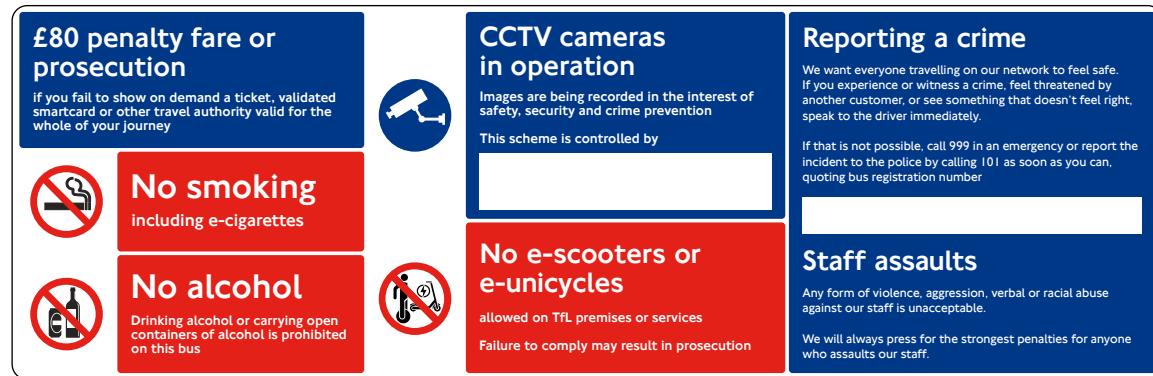 £80 penalty fare or
prosecution
if you fail to show on demand a ticket, validated
smartcard or other travel authority valid for the
whole of your journey
No smoking
including e-cigarettes
No alcohol
Drinking alcohol or carrying open
containers of alcohol is prohibited
on this bus
CCTV cameras
in operation
Images are being recorded in the interest of
safety, security and crime prevention
This scheme is controlled by
No e-scooters or
e-unicycles
allowed on TfL premises or services
Failure to comply may result in prosecution
Reporting a crime
We want everyone travelling on our network to feel safe.
If you experience or witness a crime, feel threatened by
another customer, or see something that doesn't feel right,
speak to the driver immediately.
If that is not possible, call 999 in an emergency or report the
incident to the police by calling 101 as soon as you can,
quoting bus registration number
Staff assaults
Any form of violence, aggression, verbal or racial abuse
against our staff is unacceptable.
We will always press for the strongest penalties for anyone
who assaults our staff.